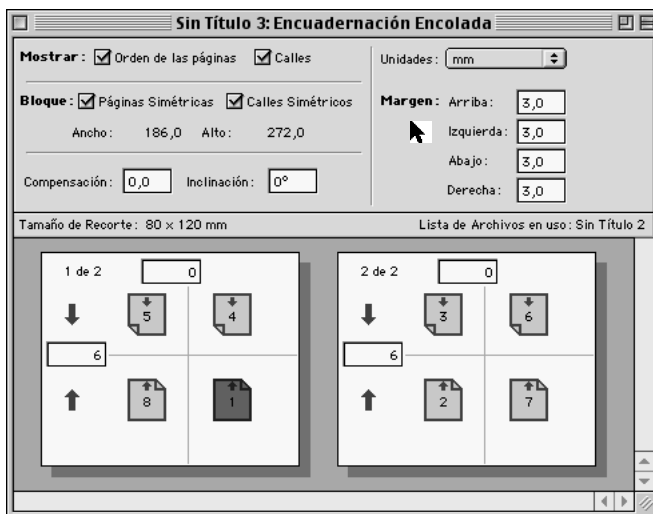 Sin Título 3: Encuadernación Encolada
Mostrar: Orden de las páginas Calles
Unidades: mm
Bloque: Páginas Simétricas Calles Simétricos
Ancho: 186,0 Alto: 272,0
Margen: Arriba: 3,0
Izquierda: 3,0
Abajo: 3,0
Derecha: 3,0
Compensación: 0,0 Inclinación: 0°
Tamaño de Recorte: 80 x 120 mm
Lista de Archivos en uso: Sin Título 2
1 de 2 0
5 4
6
8 1
2 de 2 0
3 6
6
2 7